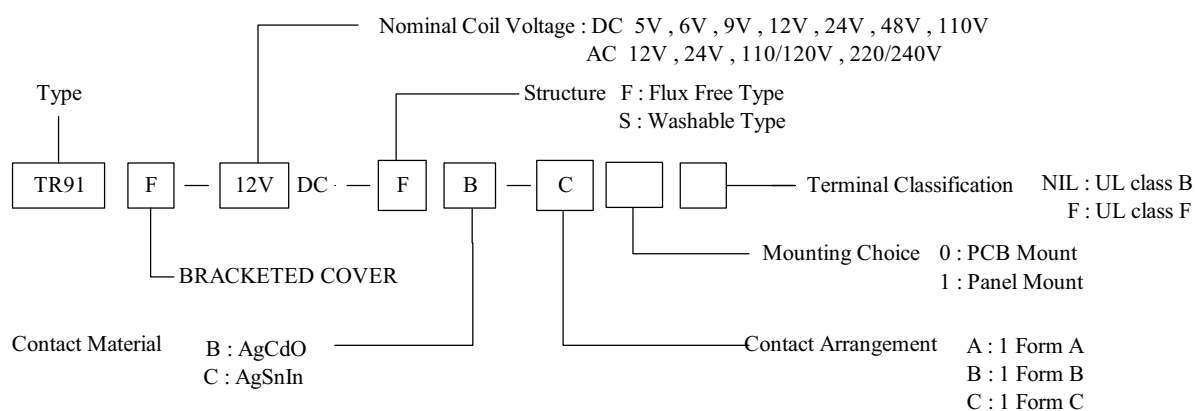 Nominal Coil Voltage : DC 5V , 6V , 9V , 12V , 24V , 48V , 110V
AC 12V , 24V , 110/120V , 220/240V
Type
Structure F : Flux Free Type
S : Washable Type
TR91 F — 12V DC — F B — C
Terminal Classification NIL : UL class B
F : UL class F
Mounting Choice 0 : PCB Mount
1 : Panel Mount
BRACKETED COVER
Contact Material B : AgCdO
C : AgSnIn
Contact Arrangement A : 1 Form A
B : 1 Form B
C : 1 Form C